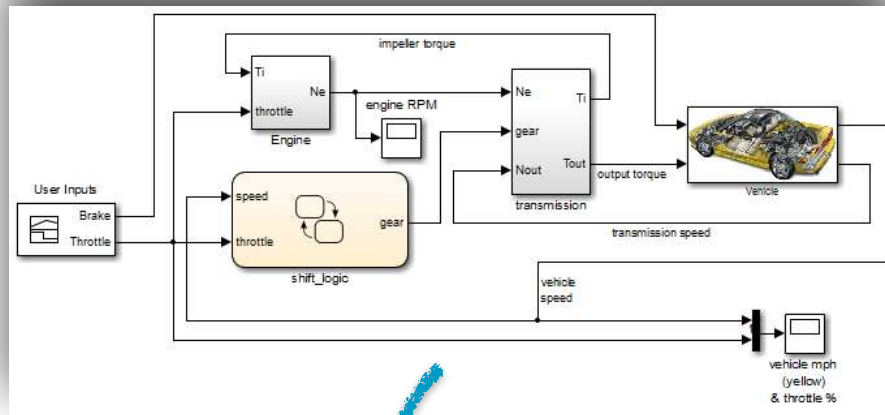 impeller torque
Ti
Ne
throttle
Engine
engine RPM
Ne
gear
Nout
Ti
Tout
transmission
output torque
Vehicle
transmission speed
User Inputs
Brake
Throttle
speed
throttle
gear
shift_logic
vehicle
speed
vehicle mph
(yellow)
& throttle %